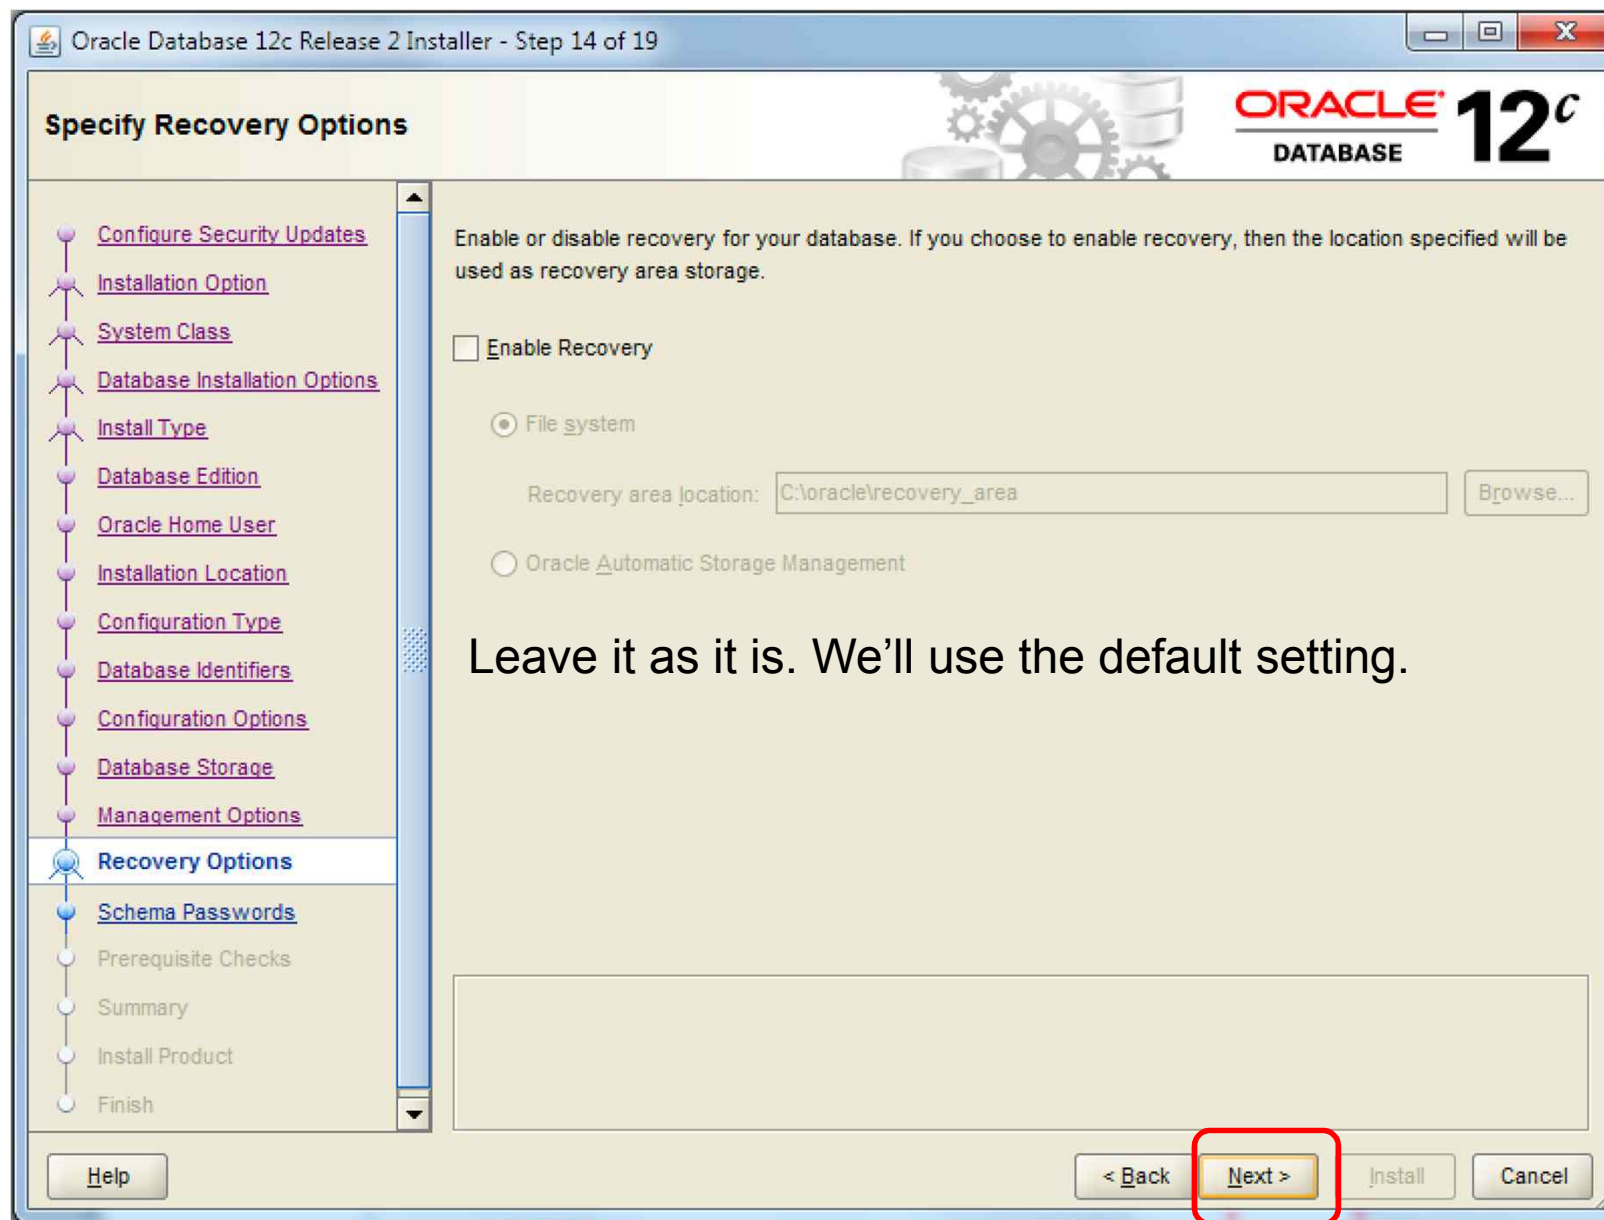 Oracle Database 12c Release 2 Installer - Step 14 of 19
Specify Recovery Options
ORACLE DATABASE 12c
Configure Security Updates
Installation Option
System Class
Database Installation Options
Install Type
Database Edition
Oracle Home User
Installation Location
Configuration Type
Database Identifiers
Configuration Options
Database Storage
Management Options
Recovery Options
Schema Passwords
Prerequisite Checks
Summary
Install Product
Finish
Enable or disable recovery for your database. If you choose to enable recovery, then the location specified will be
used as recovery area storage.
Enable Recovery
File system
Recovery area location: C:\oracle\recovery_area Browse...
Oracle Automatic Storage Management
Leave it as it is. We’ll use the default setting.
Help < Back Next > Install Cancel